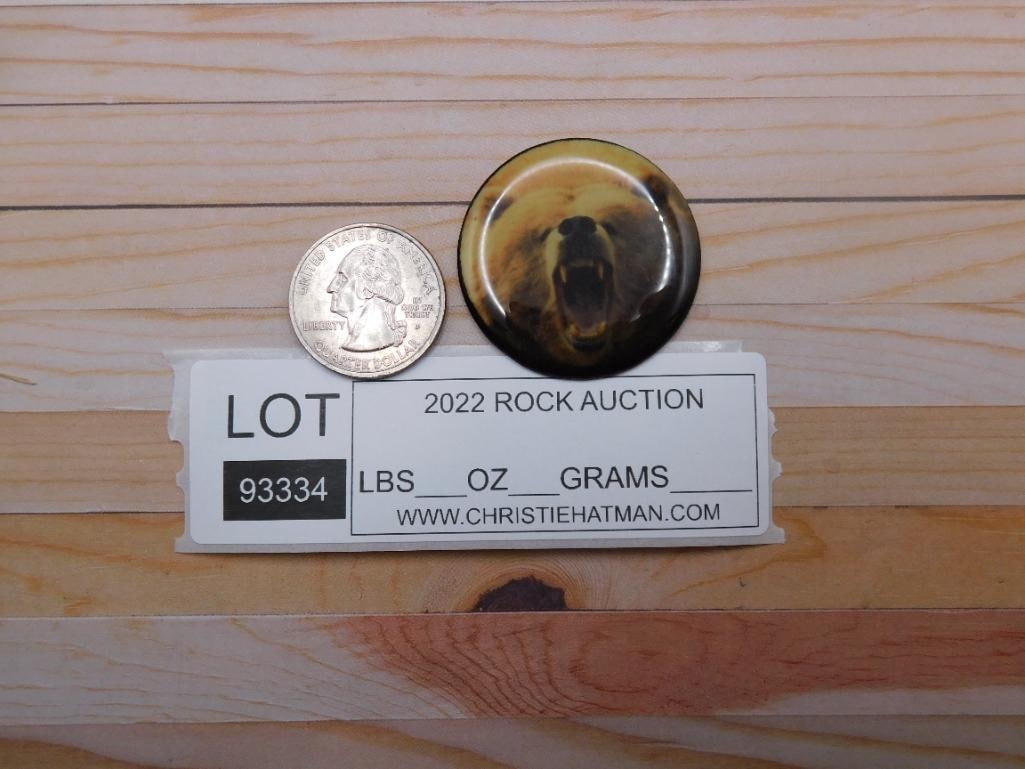 UNITED STATES OF AMERICA
LIBERTY
IN
GOD WE
TRUST
P
QUARTER DOLLAR
LOT
93334
2022 ROCK AUCTION
LBS___OZ___GRAMS_____
WWW.CHRISTIEHATMAN.COM